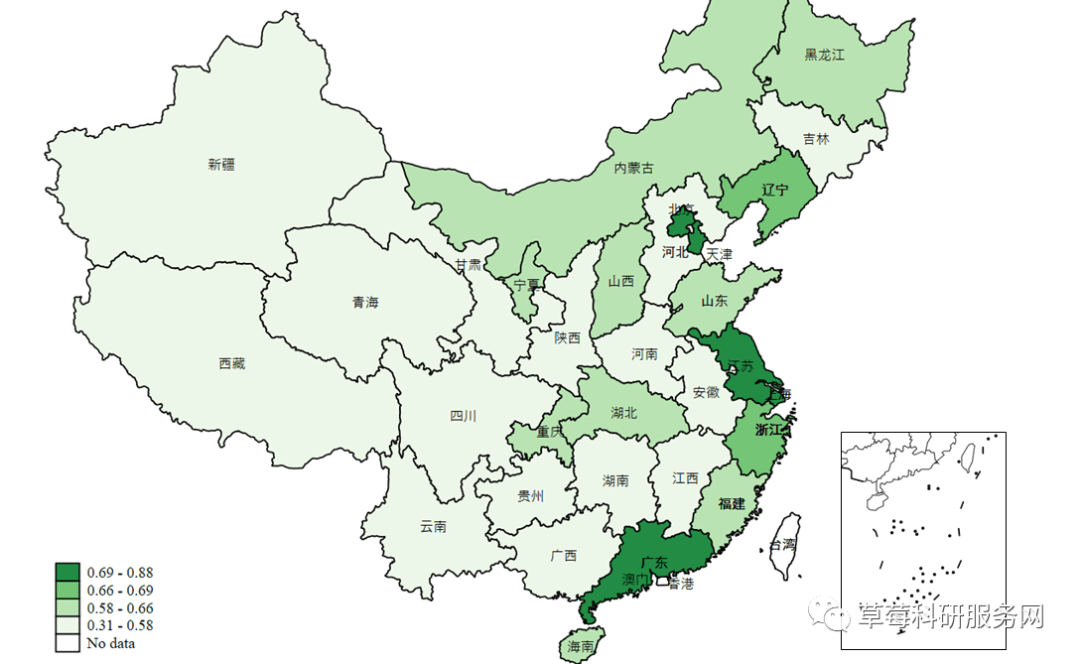 黑龙江
吉林
新疆
内蒙古
辽宁
北京
河北
天津
甘肃
宁夏
山西
山东
青海
陕西
河南
江苏
西藏
安徽
上海
四川
重庆
湖北
浙江
贵州
湖南
江西
福建
云南
广西
广东
台湾
澳门
香港
海南
0.69 - 0.88
0.66 - 0.69
0.58 - 0.66
0.31 - 0.58
No data
草莓科研服务网